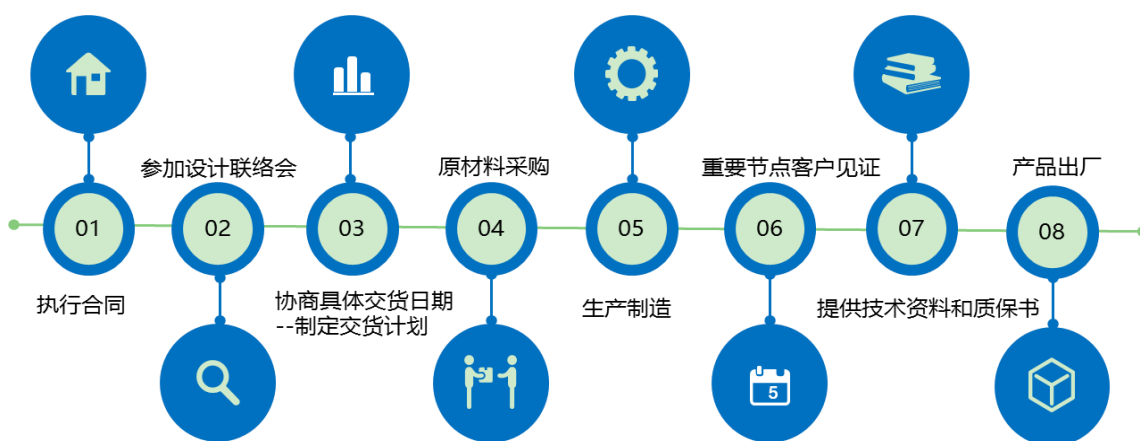 01
执行合同
02
参加设计联络会
03
协商具体交货日期
--制定交货计划
04
原材料采购
05
生产制造
06
重要节点客户见证
5
07
提供技术资料和质保书
08
产品出厂